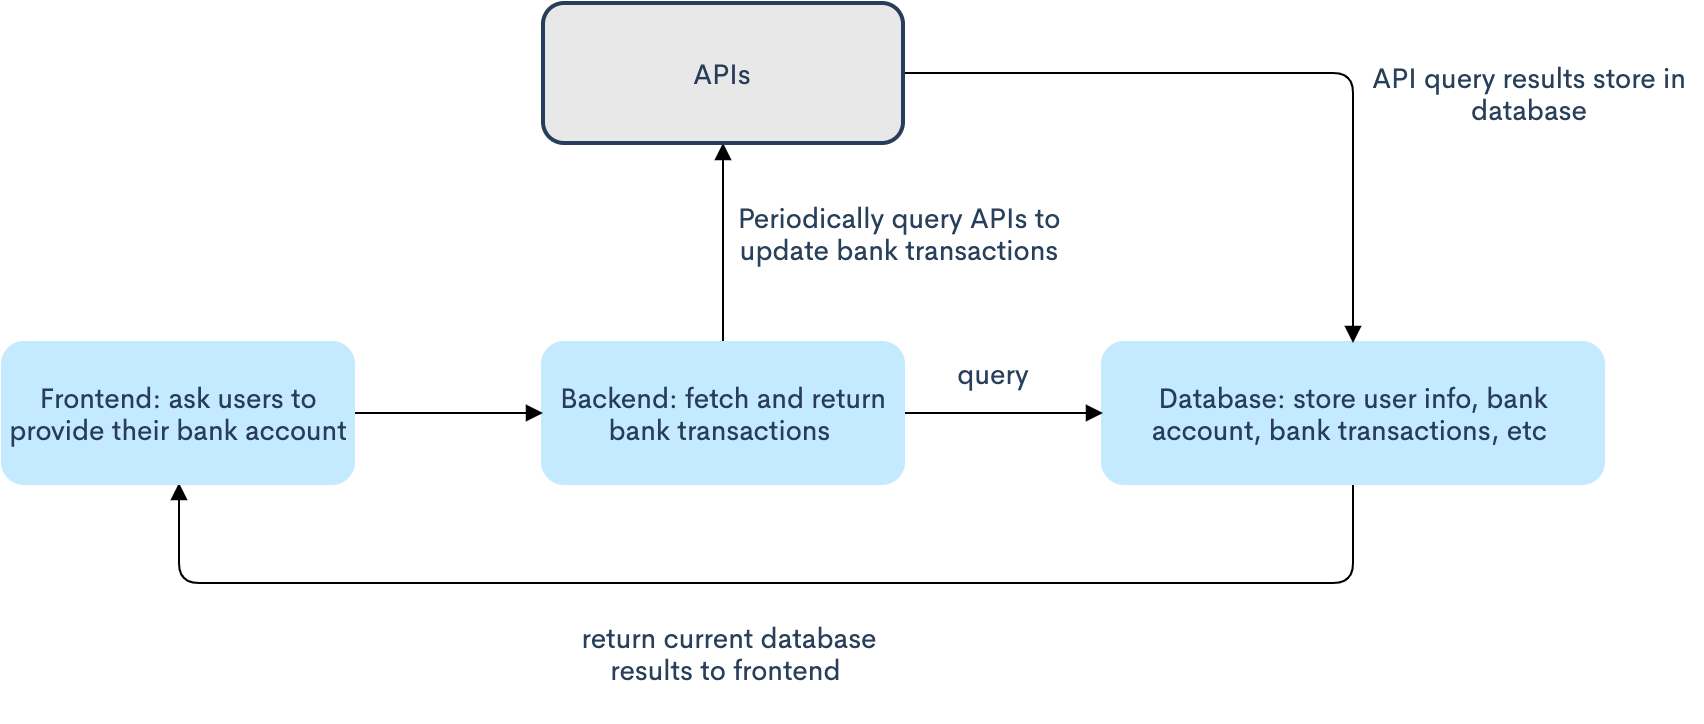 APIs
API query results store in
database
Periodically query APIs to
update bank transactions
Frontend: ask users to
provide their bank account
Backend: fetch and return
bank transactions
query
Database: store user info, bank
account, bank transactions, etc
return current database
results to frontend